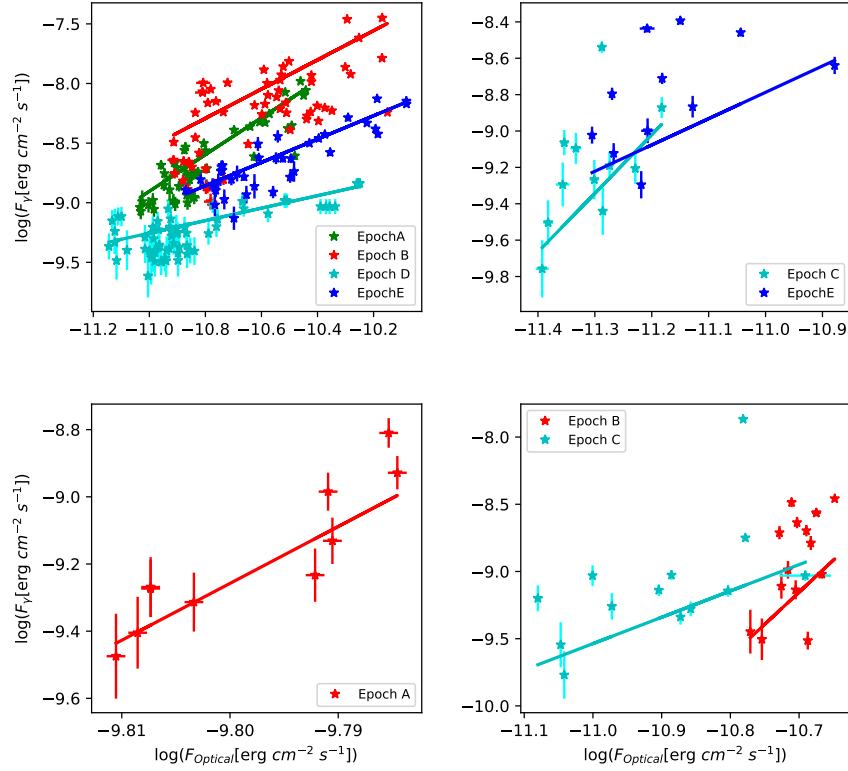 −7.5
−8.0
−8.5
−9.0
−9.5
log(Fγ[erg cm−2 s−1])
EpochA
Epoch B
Epoch D
EpochE
−11.2 −11.0 −10.8 −10.6 −10.4 −10.2
−8.4
−8.6
−8.8
−9.0
−9.2
−9.4
−9.6
−9.8
Epoch C
EpochE
−11.4 −11.3 −11.2 −11.1 −11.0 −10.9
−8.8
−9.0
−9.2
−9.4
−9.6
log(Fγ[erg cm−2 s−1])
Epoch A
−9.81 −9.80 −9.79
log(FOptical[erg cm−2 s−1])
Epoch B
Epoch C
−8.0
−8.5
−9.0
−9.5
−10.0
−11.1 −11.0 −10.9 −10.8 −10.7
log(FOptical[erg cm−2 s−1])